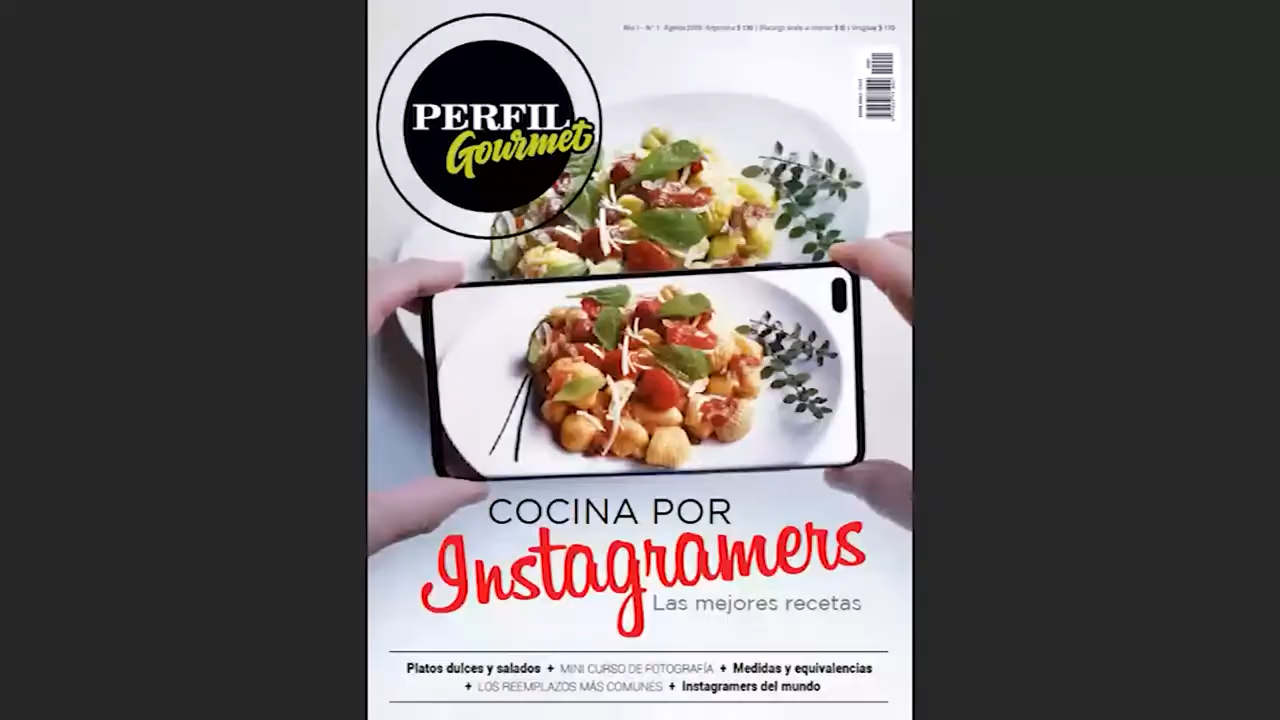 PERFIL
Gourmet
COCINA POR
Instagramers
Las mejores recetas
Platos dulces y salados + MINI CURSO DE FOTOGRAFÍA + Medidas y equivalencias
+ LOS REEMPLAZOS MÁS COMUNES + Instagramers del mundo